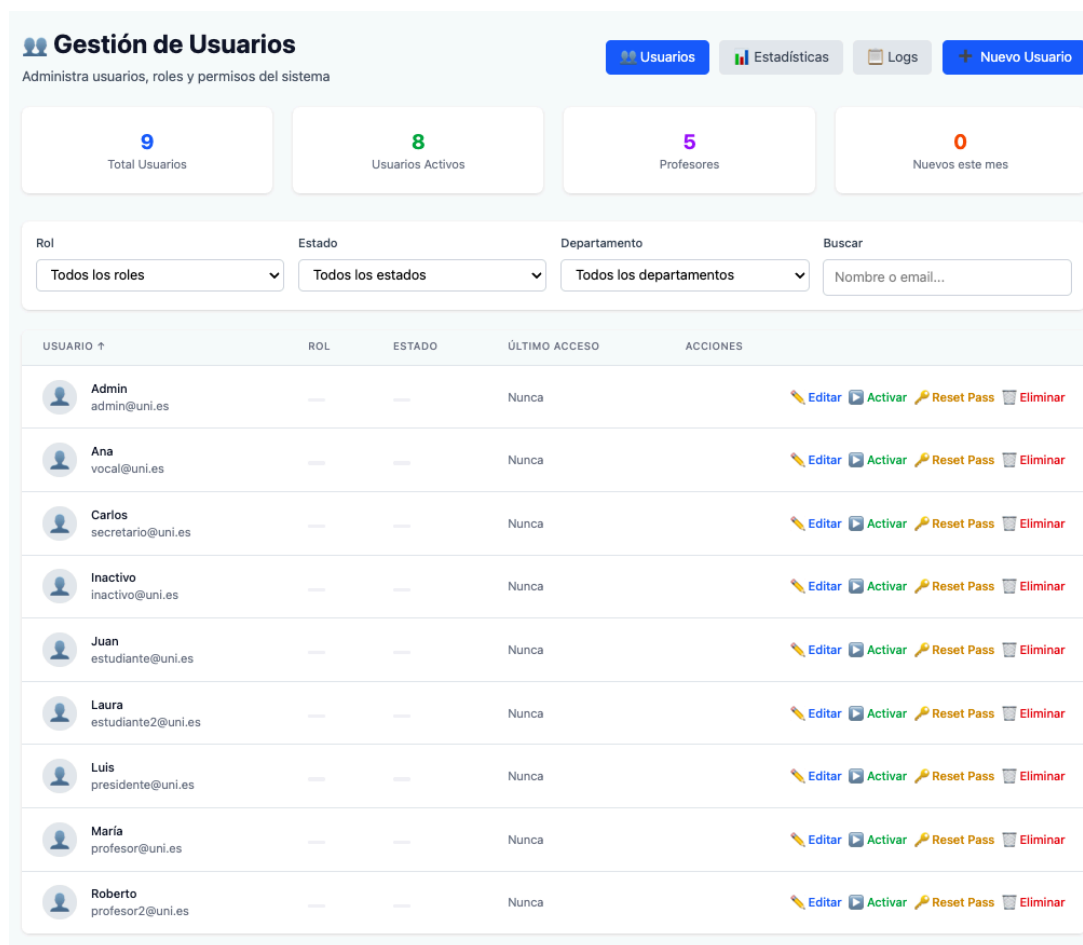 Gestión de Usuarios
Administra usuarios, roles y permisos del sistema
Usuarios
Estadísticas
Logs
Nuevo Usuario
9
Total Usuarios
8
Usuarios Activos
5
Profesores
0
Nuevos este mes
Rol
Estado
Departamento
Buscar
Todos los roles
Todos los estados
Todos los departamentos
Nombre o email...
USUARIO ↑ ROL ESTADO ÚLTIMO ACCESO ACCIONES
Admin
admin@uni.es
Nunca
Editar Activar Reset Pass Eliminar
Ana
vocal@uni.es
Nunca
Editar Activar Reset Pass Eliminar
Carlos
secretario@uni.es
Nunca
Editar Activar Reset Pass Eliminar
Inactivo
inactivo@uni.es
Nunca
Editar Activar Reset Pass Eliminar
Juan
estudiante@uni.es
Nunca
Editar Activar Reset Pass Eliminar
Laura
estudiante2@uni.es
Nunca
Editar Activar Reset Pass Eliminar
Luis
presidente@uni.es
Nunca
Editar Activar Reset Pass Eliminar
María
profesor@uni.es
Nunca
Editar Activar Reset Pass Eliminar
Roberto
profesor2@uni.es
Nunca
Editar Activar Reset Pass Eliminar